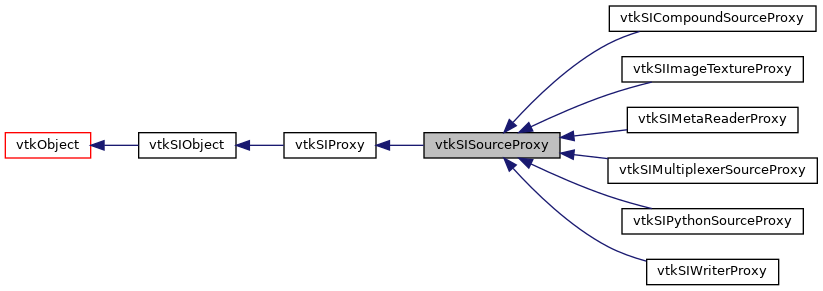 vtkObject
vtkSIObject
vtkSIProxy
vtkSISourceProxy
vtkSICompoundSourceProxy
vtkSIImageTextureProxy
vtkSIMetaReaderProxy
vtkSIMultiplexerSourceProxy
vtkSIPythonSourceProxy
vtkSIWriterProxy